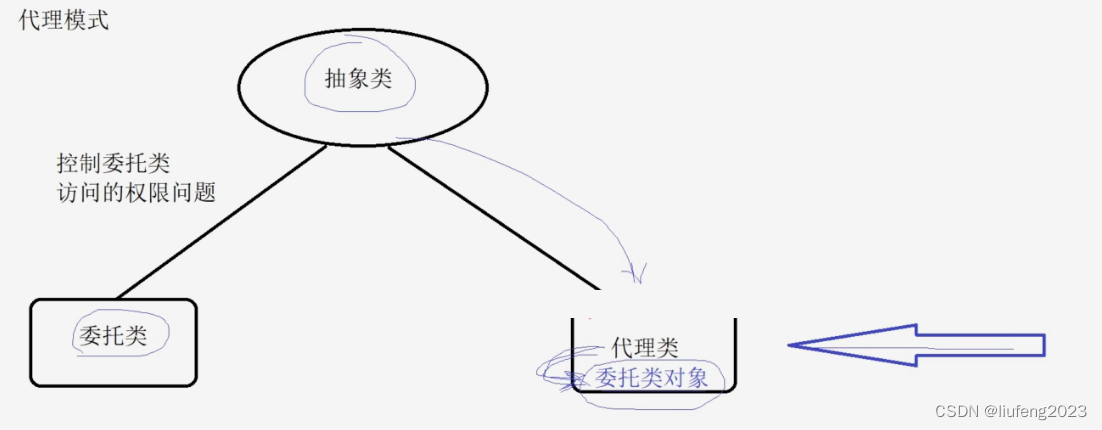 代理模式
抽象类
控制委托类
访问的权限问题
委托类
代理类
委托类对象
CSDN @liufeng2023